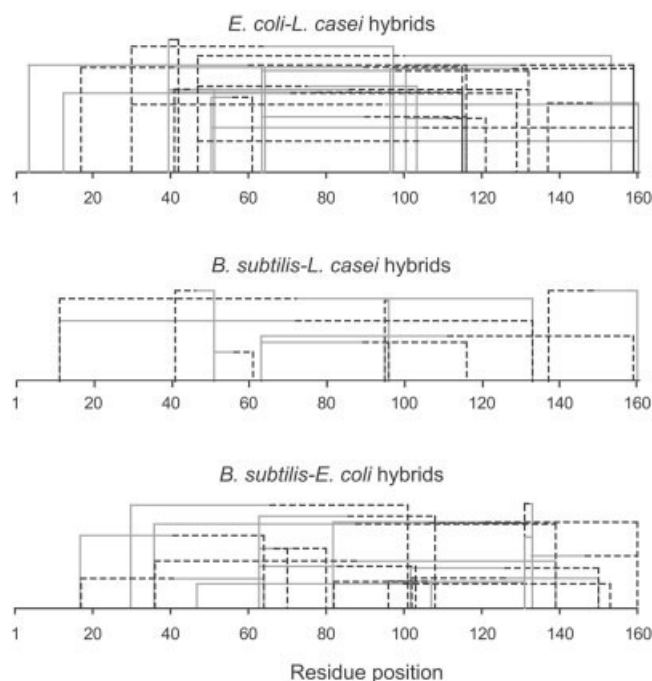 E. coli-L. casei hybrids
1 20 40 60 80 100 120 140 160
B. subtilis-L. casei hybrids
1 20 40 60 80 100 120 140 160
B. subtilis-E. coli hybrids
1 20 40 60 80 100 120 140 160
Residue position